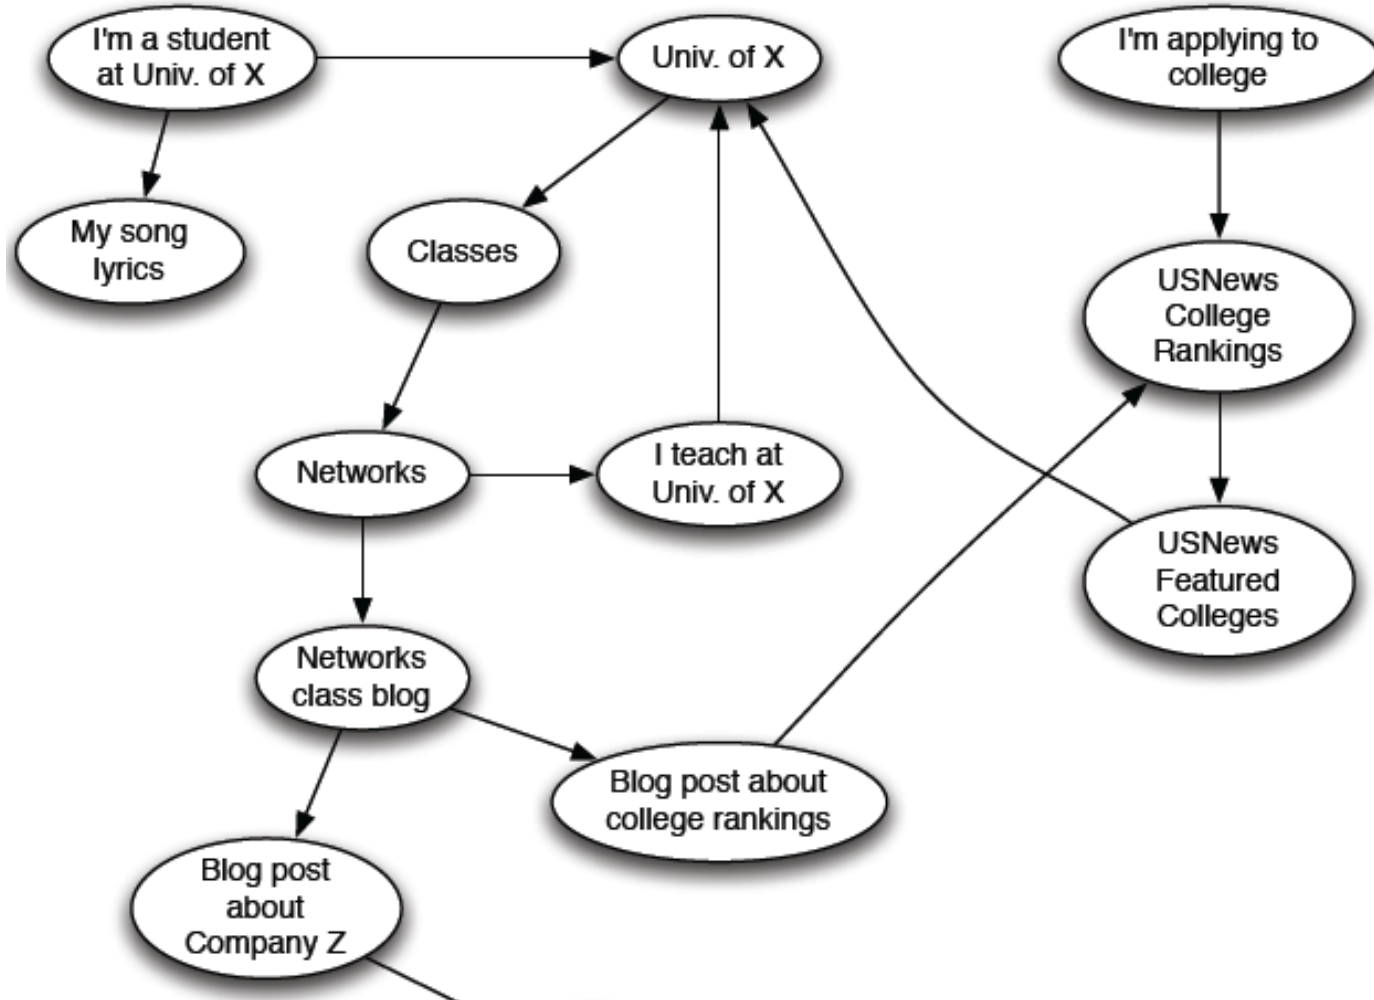 I'm a student
at Univ. of X
Univ. of X
I'm applying to
college
My song
lyrics
Classes
USNews
College
Rankings
Networks
I teach at
Univ. of X
USNews
Featured
Colleges
Networks
class blog
Blog post about
college rankings
Blog post
about
Company Z